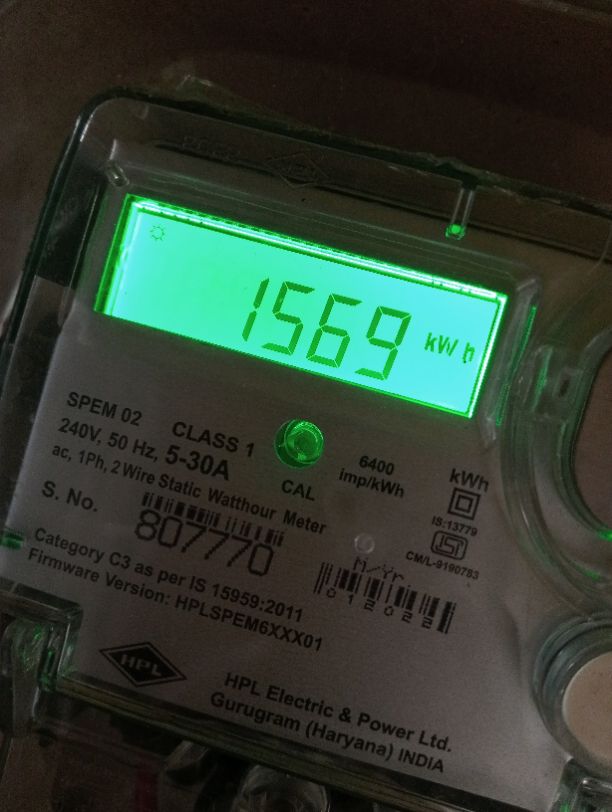 1569 kWh
SPEM 02 CLASS 1
240V, 50 Hz, 5-30A
ac, 1Ph, 2 Wire Static Watthour Meter
CAL
6400
imp/kWh
kWh
IS:13779
CM/L-9190783
S. No.
807770
M/Yr.
012022
Category C3 as per IS 15959:2011
Firmware Version: HPLSPEM6XXX01
HPL
HPL Electric & Power Ltd.
Gurugram (Haryana) INDIA